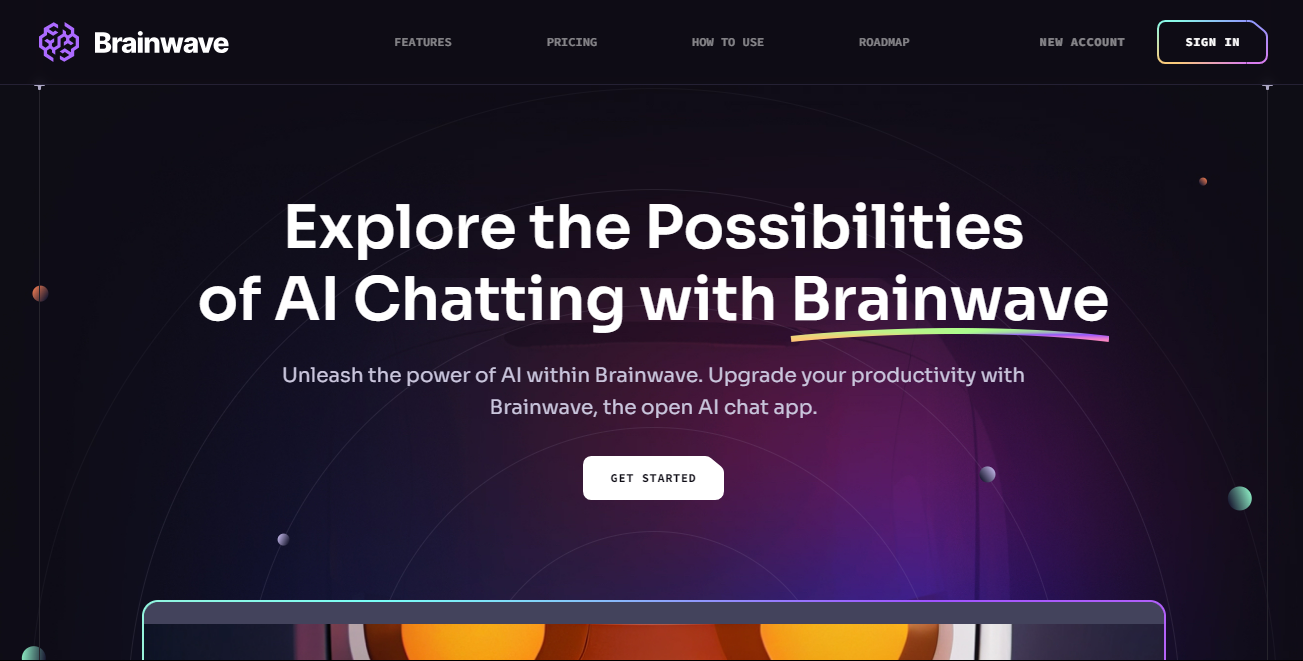 Brainwave
FEATURES
PRICING
HOW TO USE
ROADMAP
NEW ACCOUNT
SIGN IN
Explore the Possibilities
of AI Chatting with Brainwave
Unleash the power of AI within Brainwave. Upgrade your productivity with
Brainwave, the open AI chat app.
GET STARTED